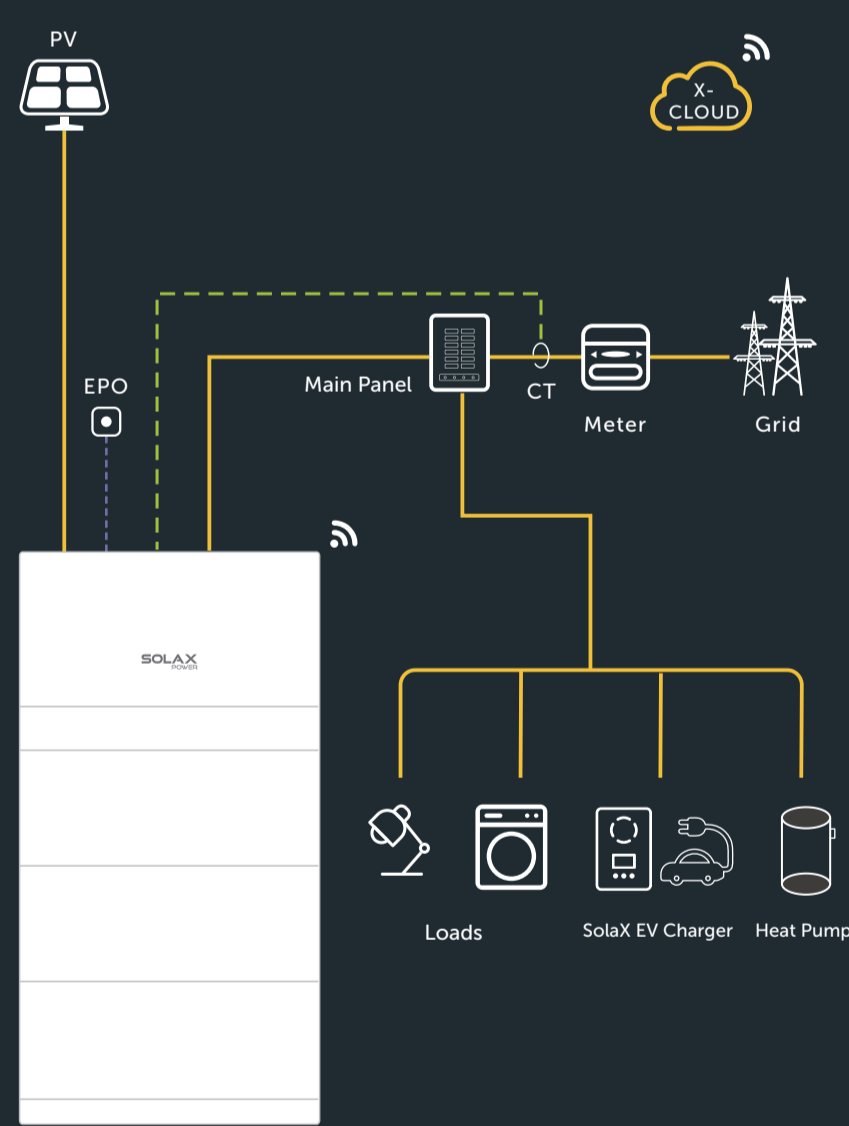 PV
X-
CLOUD
Main Panel
CT
EPO
Meter
Grid
SOLAX
POWER
Loads
SolaX EV Charger
Heat Pump